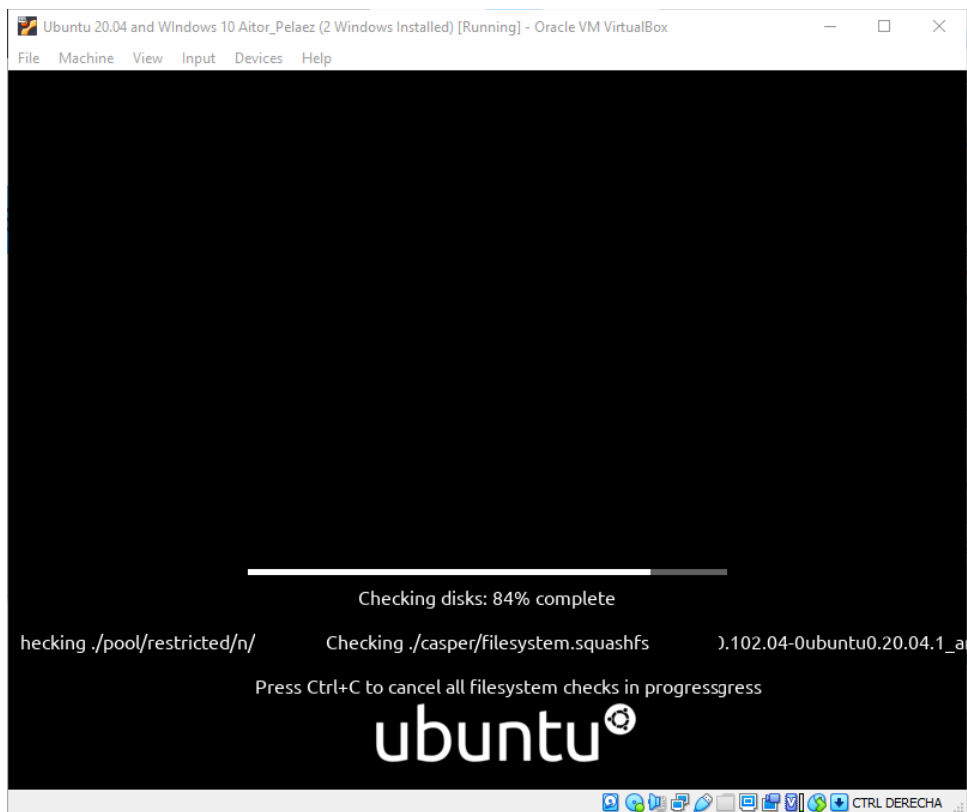 Ubuntu 20.04 and WIndows 10 Aitor_Pelaez (2 Windows Installed) [Running] - Oracle VM VirtualBox
File Machine View Input Devices Help
Checking disks: 84% complete
hecking ./pool/restricted/n/ Checking ./casper/filesystem.squashfs 0.102.04-0ubuntu0.20.04.1_a
Press Ctrl+C to cancel all filesystem checks in progressgress
ubuntu
CTRL DERECHA